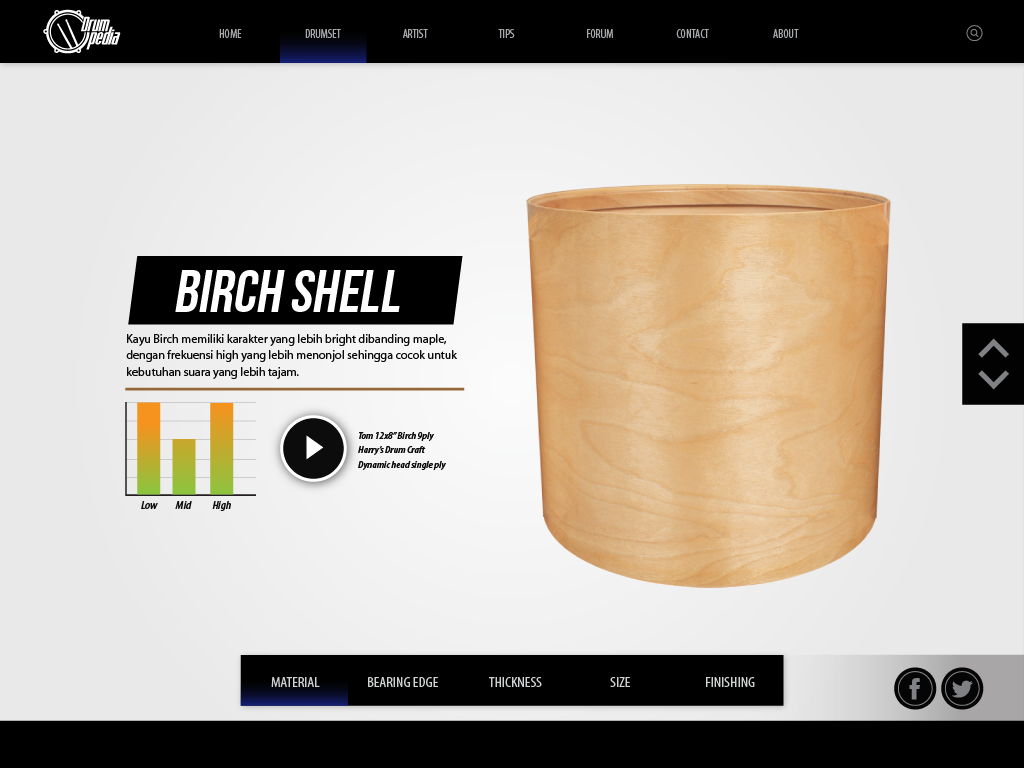 Drum
pedia
HOME
DRUMSET
ARTIST
TIPS
FORUM
CONTACT
ABOUT
BIRCH SHELL
Kayu Birch memiliki karakter yang lebih bright dibanding maple,
dengan frekuensi high yang lebih menonjol sehingga cocok untuk
kebutuhan suara yang lebih tajam.
Low
Mid
High
Tom 12x8” Birch 9ply
Harry’s Drum Craft
Dynamic head single ply
MATERIAL
BEARING EDGE
THICKNESS
SIZE
FINISHING